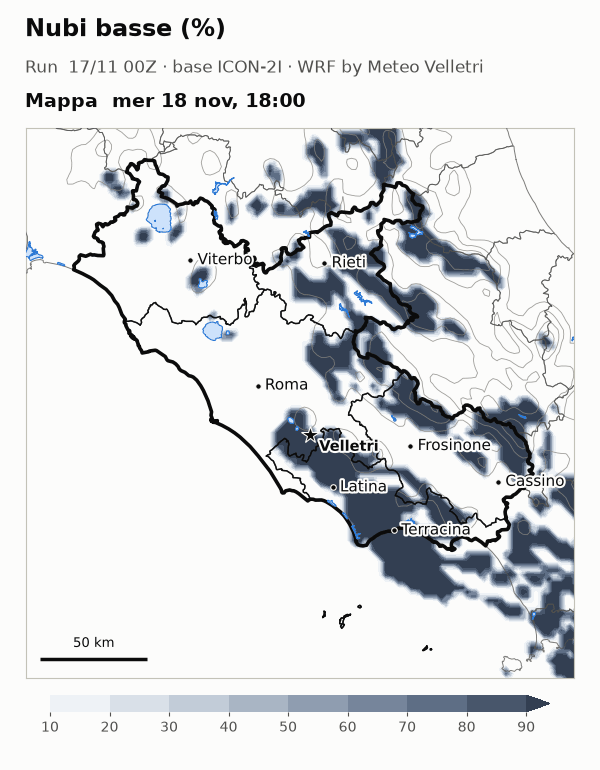 Nubi basse (%)
Run 17/11 00Z · base ICON-2I · WRF by Meteo Velletri
Mappa mer 18 nov, 18:00
Viterbo
Rieti
Roma
Velletri
Frosinone
Latina
Cassino
Terracina
50 km
10 20 30 40 50 60 70 80 90